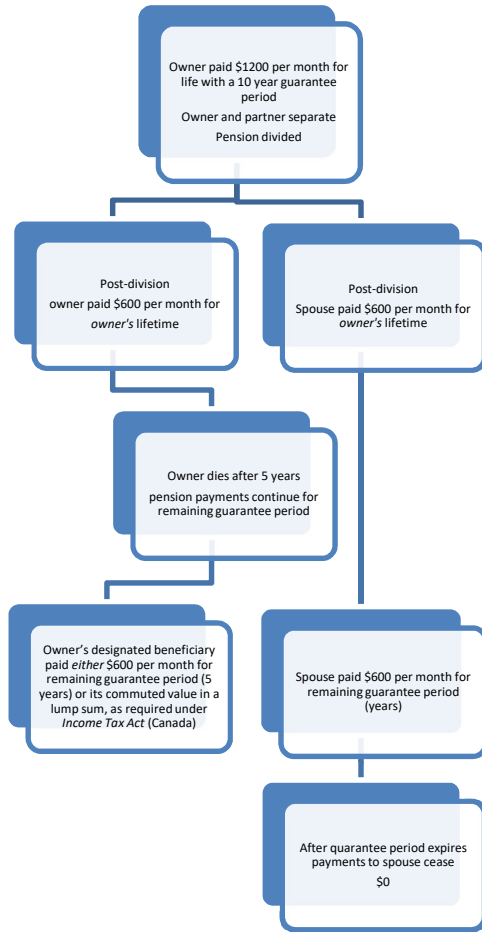 Owner paid $1200 per month for
life with a 10 year guarantee
period
Owner and partner separate
Pension divided
Post-division
owner paid $600 per month for
owner's lifetime
Post-division
Spouse paid $600 per month for
owner's lifetime
Owner dies after 5 years
pension payments continue for
remaining guarantee period
Owner’s designated beneficiary
paid either $600 per month for
remaining guarantee period (5
years) or its commuted value in a
lump sum, as required under
Income Tax Act (Canada)
Spouse paid $600 per month for
remaining guarantee period
(years)
After quarantee period expires
payments to spouse cease
$0